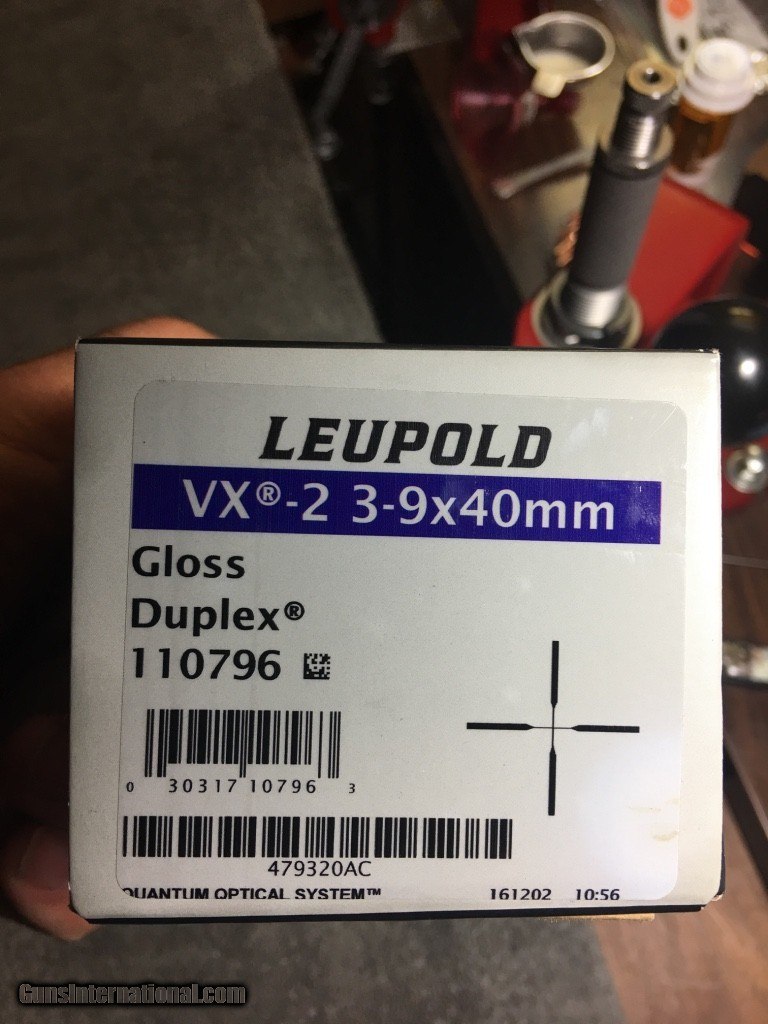 LEUPOLD
VX®-2 3-9x40mm
Gloss
Duplex®
110796
0 30317 10796 3
479320AC
QUANTUM OPTICAL SYSTEM™ 161202 10:56
GunsInternational.com